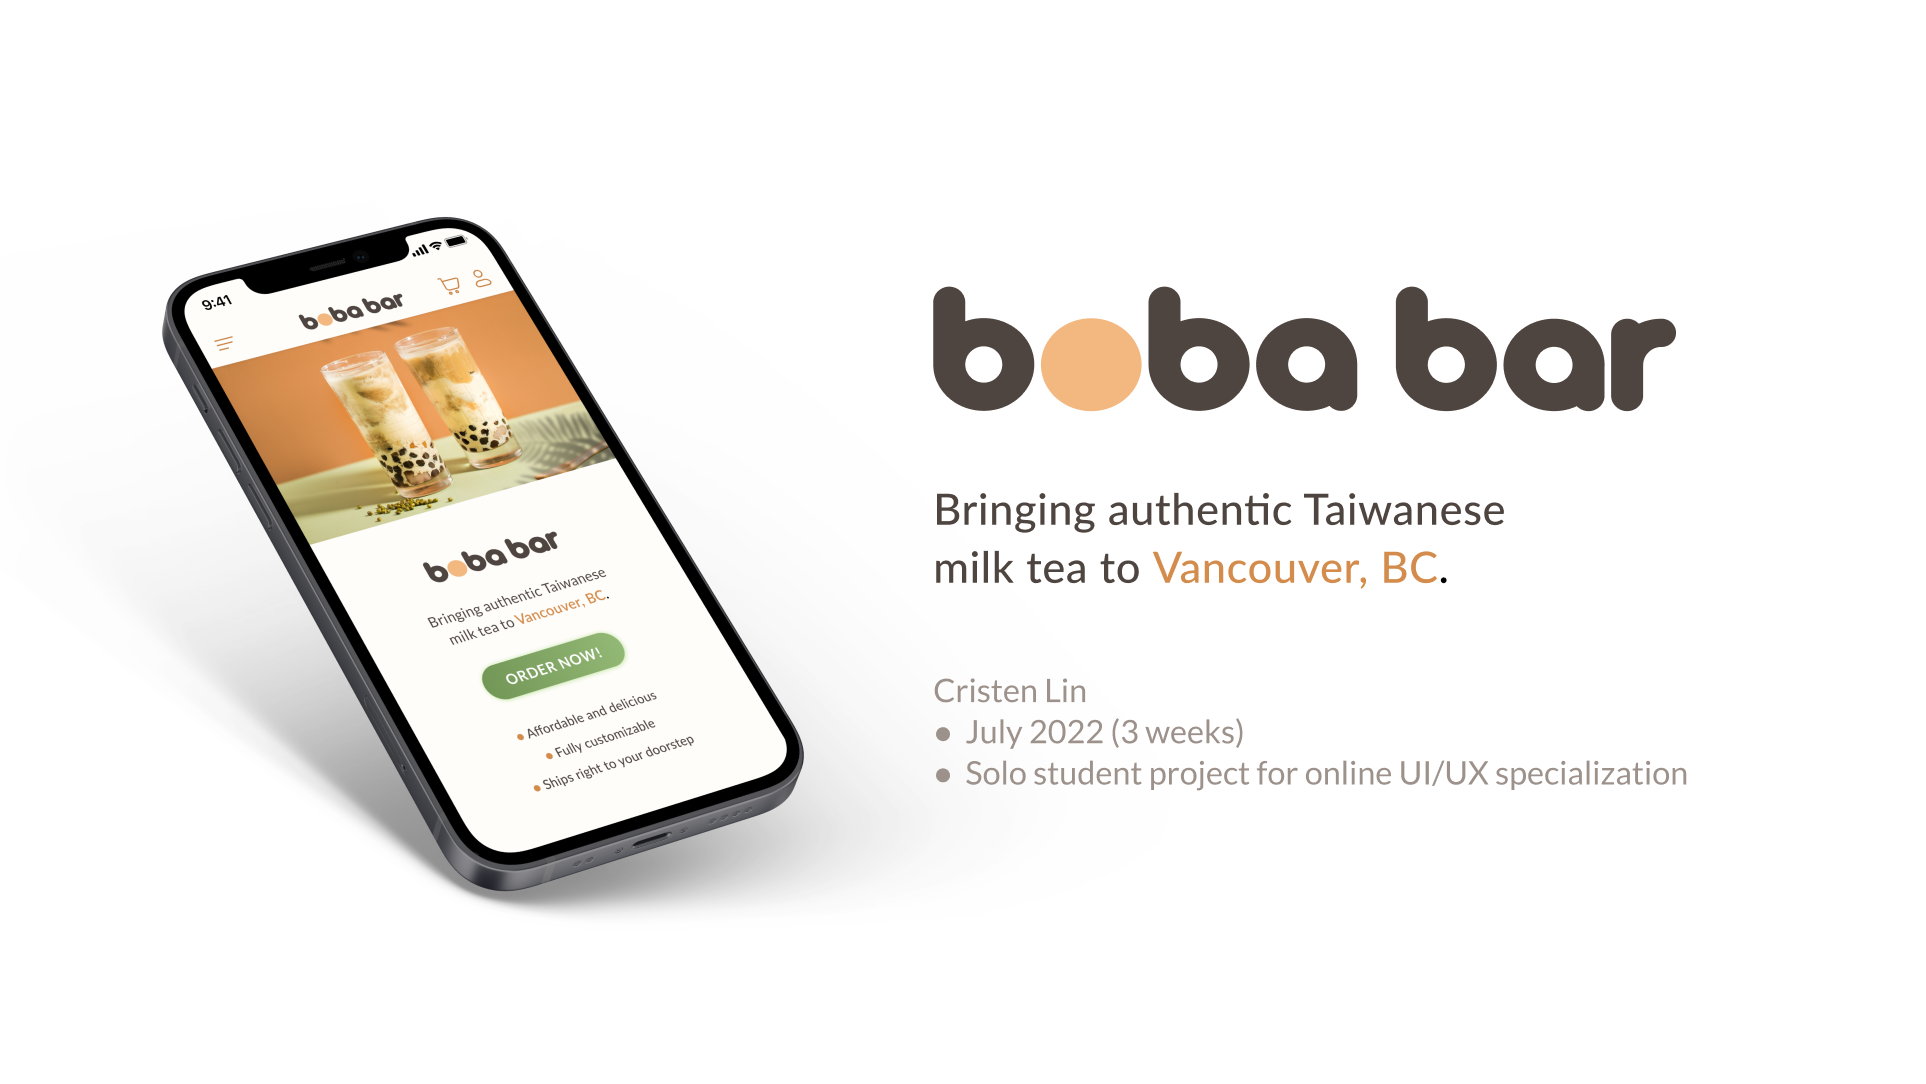 9:41
boba bar
boba bar
Bringing authentic Taiwanese
milk tea to Vancouver, BC.
ORDER NOW!
• Affordable and delicious
• Fully customizable
• Ships right to your doorstep
boba bar
Bringing authentic Taiwanese
milk tea to Vancouver, BC.
Cristen Lin
• July 2022 (3 weeks)
• Solo student project for online UI/UX specialization